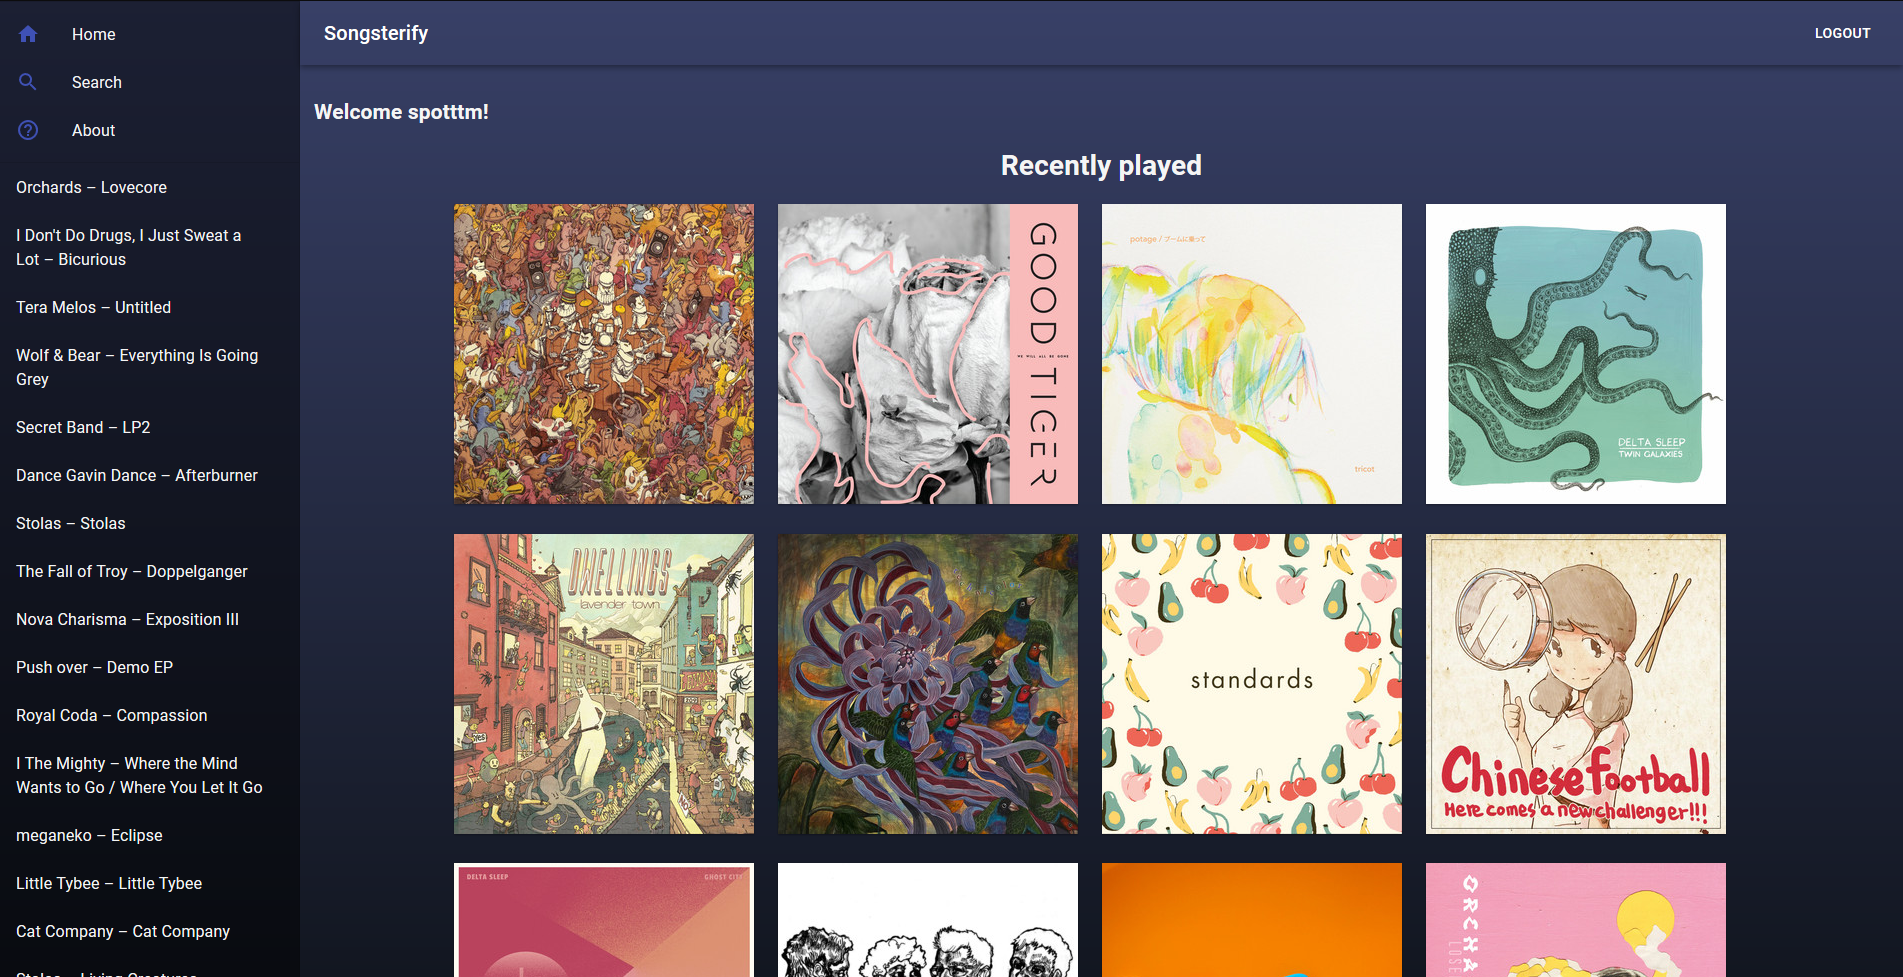 Home
Search
About
Orchards – Lovecore
I Don't Do Drugs, I Just Sweat a
Lot – Bicurious
Tera Melos – Untitled
Wolf & Bear – Everything Is Going
Grey
Secret Band – LP2
Dance Gavin Dance – Afterburner
Stolas – Stolas
The Fall of Troy – Doppelganger
Nova Charisma – Exposition III
Push over – Demo EP
Royal Coda – Compassion
I The Mighty – Where the Mind
Wants to Go / Where You Let It Go
meganeko – Eclipse
Little Tybee – Little Tybee
Cat Company – Cat Company
Stolas – Living Creatures
Songsterify
LOGOUT
Welcome spotttm!
Recently played
GOOD TIGER
WE WILL ALL BE GONE
potage / ブームに乗って
tricot
DELTA SLEEP
TWIN GALAXIES
DWELLINGS
lavender town
standards
Chinese football
Here comes a new challenger!!!
DELTA SLEEP
GHOST CITY
ORCHA
LOSE